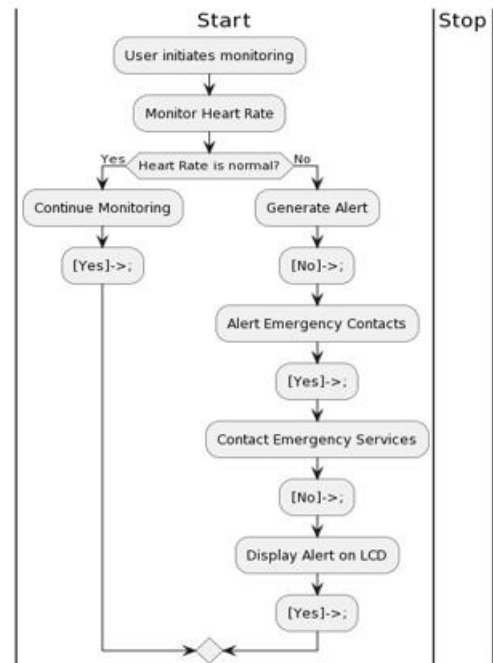 Start
Stop
User initiates monitoring
Monitor Heart Rate
Heart Rate is normal?
Yes
No
Continue Monitoring
[Yes]->;
Generate Alert
[No]->;
Alert Emergency Contacts
[Yes]->;
Contact Emergency Services
[No]->;
Display Alert on LCD
[Yes]->;